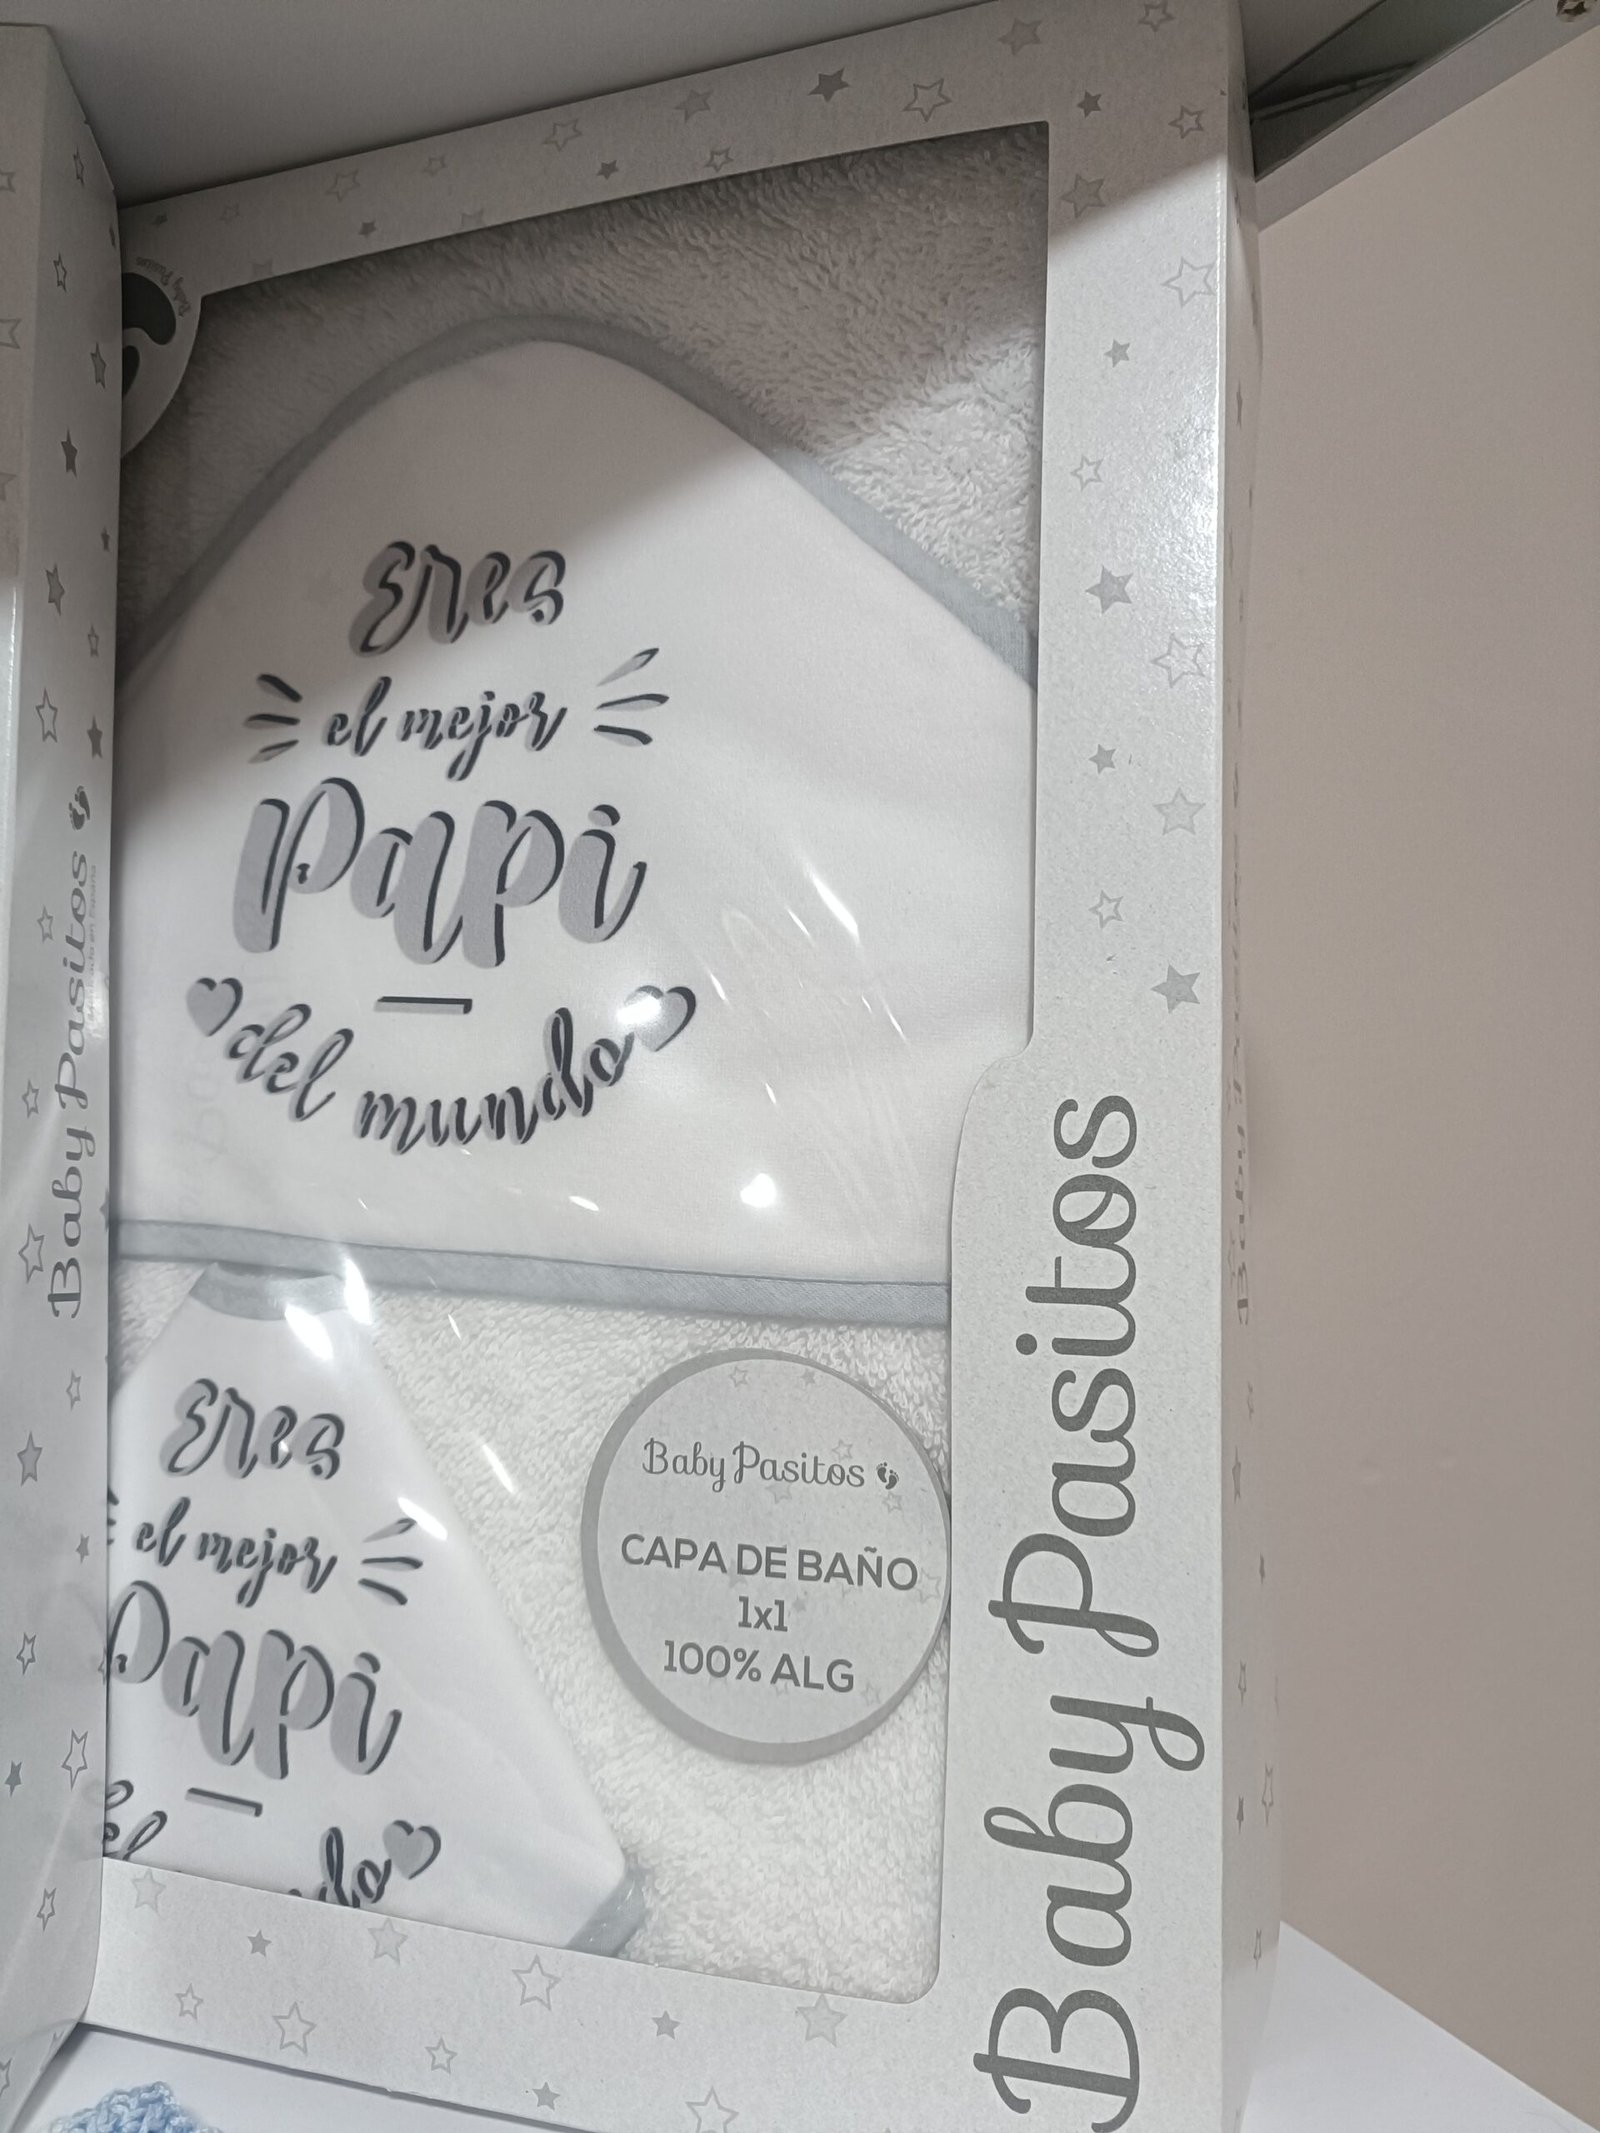 Eres
el mejor
Papi
del mundo
Eres
el mejor
Papi
Baby Pasitos
CAPA DE BAÑO
1x1
100% ALG
Baby Pasitos
Baby Pasitos